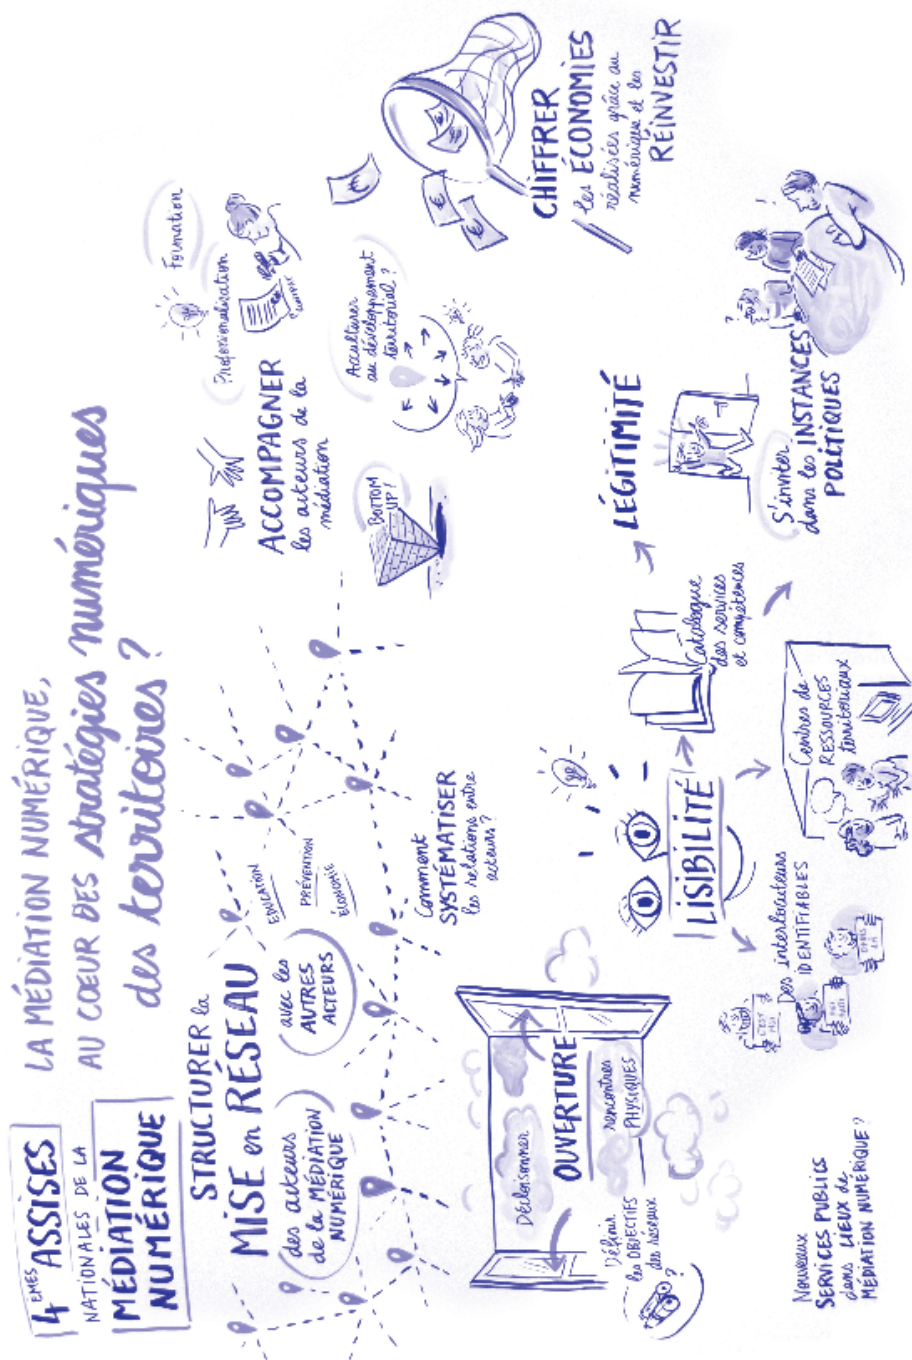 4EMES ASSISES
NATIONALES DE LA
MÉDIATION
NUMÉRIQUE
LA MÉDIATION NUMÉRIQUE,
AU CŒUR DES stratégies numériques
des territoires ?
STRUCTURER la
MISE en RÉSEAU
des acteurs
de la MÉDIATION
NUMÉRIQUE
avec les
AUTRES
ACTEURS
EDUCATION
PRÉVENTION
ÉCONOMIE
Comment
SYSTÉMATISER
les relations entre
acteurs ?
ACCOMPAGNER
les acteurs de la
médiation
Professionnalisation
Formation
BOTTOM
UP !
Acculturer
au développement
territorial ?
CHIFFRER
les ÉCONOMIES
réalisées grâce au
numérique et les
RÉINVESTIR
Décloisonner
OUVERTURE
rencontres
PHYSIQUES
Définir
les OBJECTIFS
des réseaux
?
LISIBILITÉ
Des interlocuteurs
IDENTIFIABLES
C'EST
MOI
Centres de
RESSOURCES
territoriaux
Catalogue
des services
et compétences
LÉGITIMITÉ
S'inviter
dans les INSTANCES
POLITIQUES
Nouveaux
SERVICES PUBLICS
dans LIEUX de
MÉDIATION NUMÉRIQUE ?